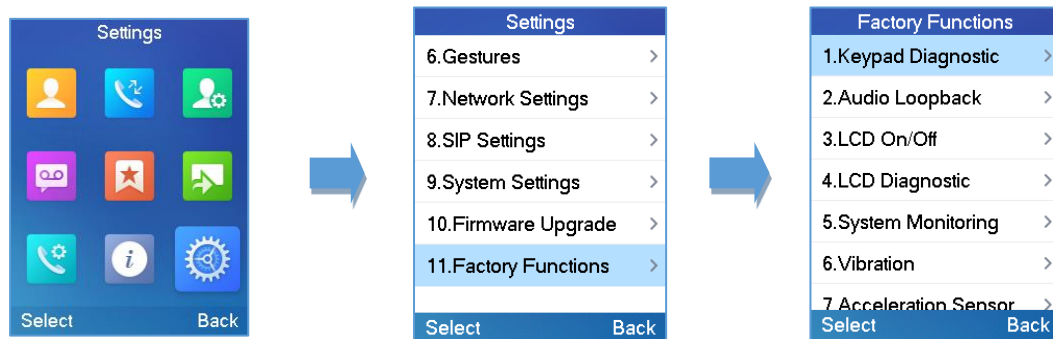 Settings
Select Back
Settings
6.Gestures
7.Network Settings
8.SIP Settings
9.System Settings
10.Firmware Upgrade
11.Factory Functions
Select Back
Factory Functions
1.Keypad Diagnostic
2.Audio Loopback
3.LCD On/Off
4.LCD Diagnostic
5.System Monitoring
6.Vibration
7.Acceleration Sensor
Select Back